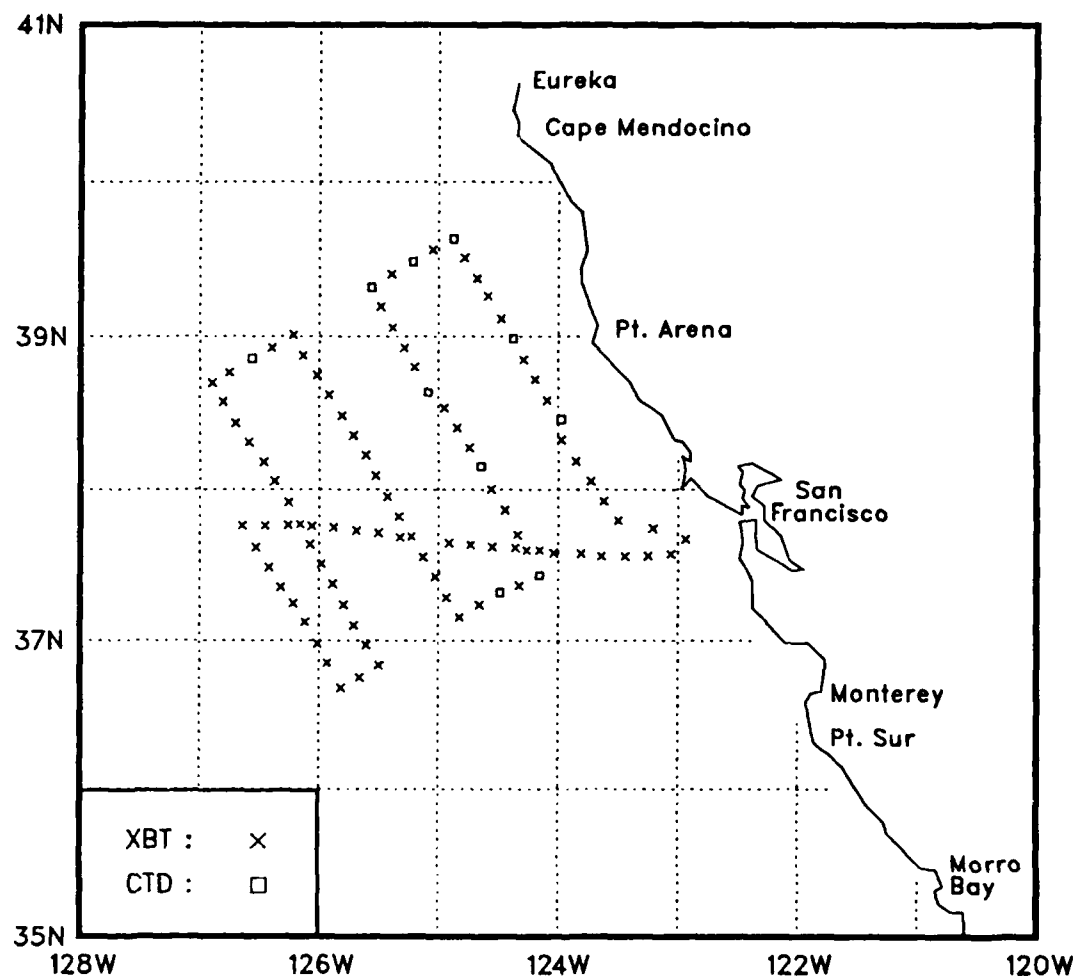 41N
Eureka
Cape Mendocino
39N
Pt. Arena
San
Francisco
37N
Monterey
Pt. Sur
XBT :
CTD :
Morro
Bay
35N
128W 126W 124W 122W 120W